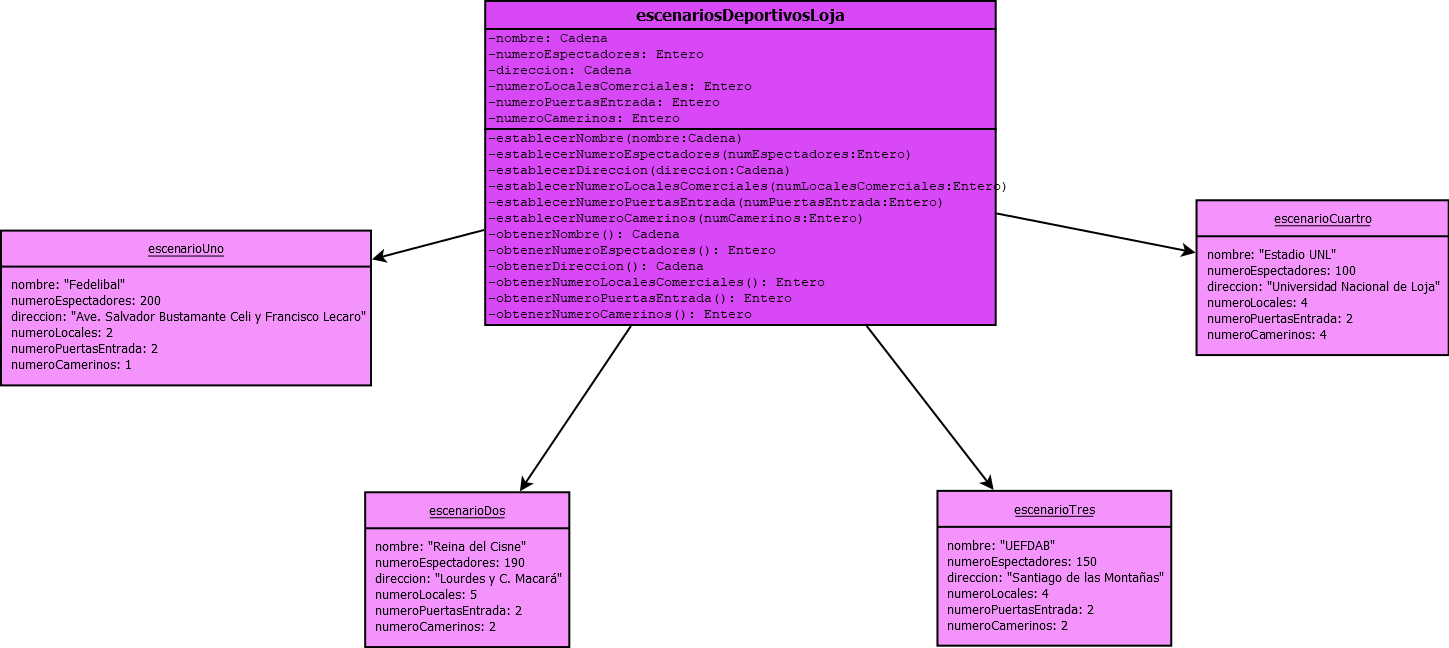 escenariosDeportivosLoja
-nombre: Cadena
-numeroEspectadores: Entero
-direccion: Cadena
-numeroLocalesComerciales: Entero
-numeroPuertasEntrada: Entero
-numeroCamerinos: Entero
-establecerNombre(nombre:Cadena)
-establecerNumeroEspectadores(numEspectadores:Entero)
-establecerDireccion(direccion:Cadena)
-establecerNumeroLocalesComerciales(numLocalesComerciales:Entero)
-establecerNumeroPuertasEntrada(numPuertasEntrada:Entero)
-establecerNumeroCamerinos(numCamerinos:Entero)
-obtenerNombre(): Cadena
-obtenerNumeroEspectadores(): Entero
-obtenerDireccion(): Cadena
-obtenerNumeroLocalesComerciales(): Entero
-obtenerNumeroPuertasEntrada(): Entero
-obtenerNumeroCamerinos(): Entero
escenarioUno
nombre: "Fedelibal"
numeroEspectadores: 200
direccion: "Ave. Salvador Bustamante Celi y Francisco Lecaro"
numeroLocales: 2
numeroPuertasEntrada: 2
numeroCamerinos: 1
escenarioDos
nombre: "Reina del Cisne"
numeroEspectadores: 190
direccion: "Lourdes y C. Macará"
numeroLocales: 5
numeroPuertasEntrada: 2
numeroCamerinos: 2
escenarioTres
nombre: "UEFDAB"
numeroEspectadores: 150
direccion: "Santiago de las Montañas"
numeroLocales: 4
numeroPuertasEntrada: 2
numeroCamerinos: 2
escenarioCuartro
nombre: "Estadio UNL"
numeroEspectadores: 100
direccion: "Universidad Nacional de Loja"
numeroLocales: 4
numeroPuertasEntrada: 2
numeroCamerinos: 4